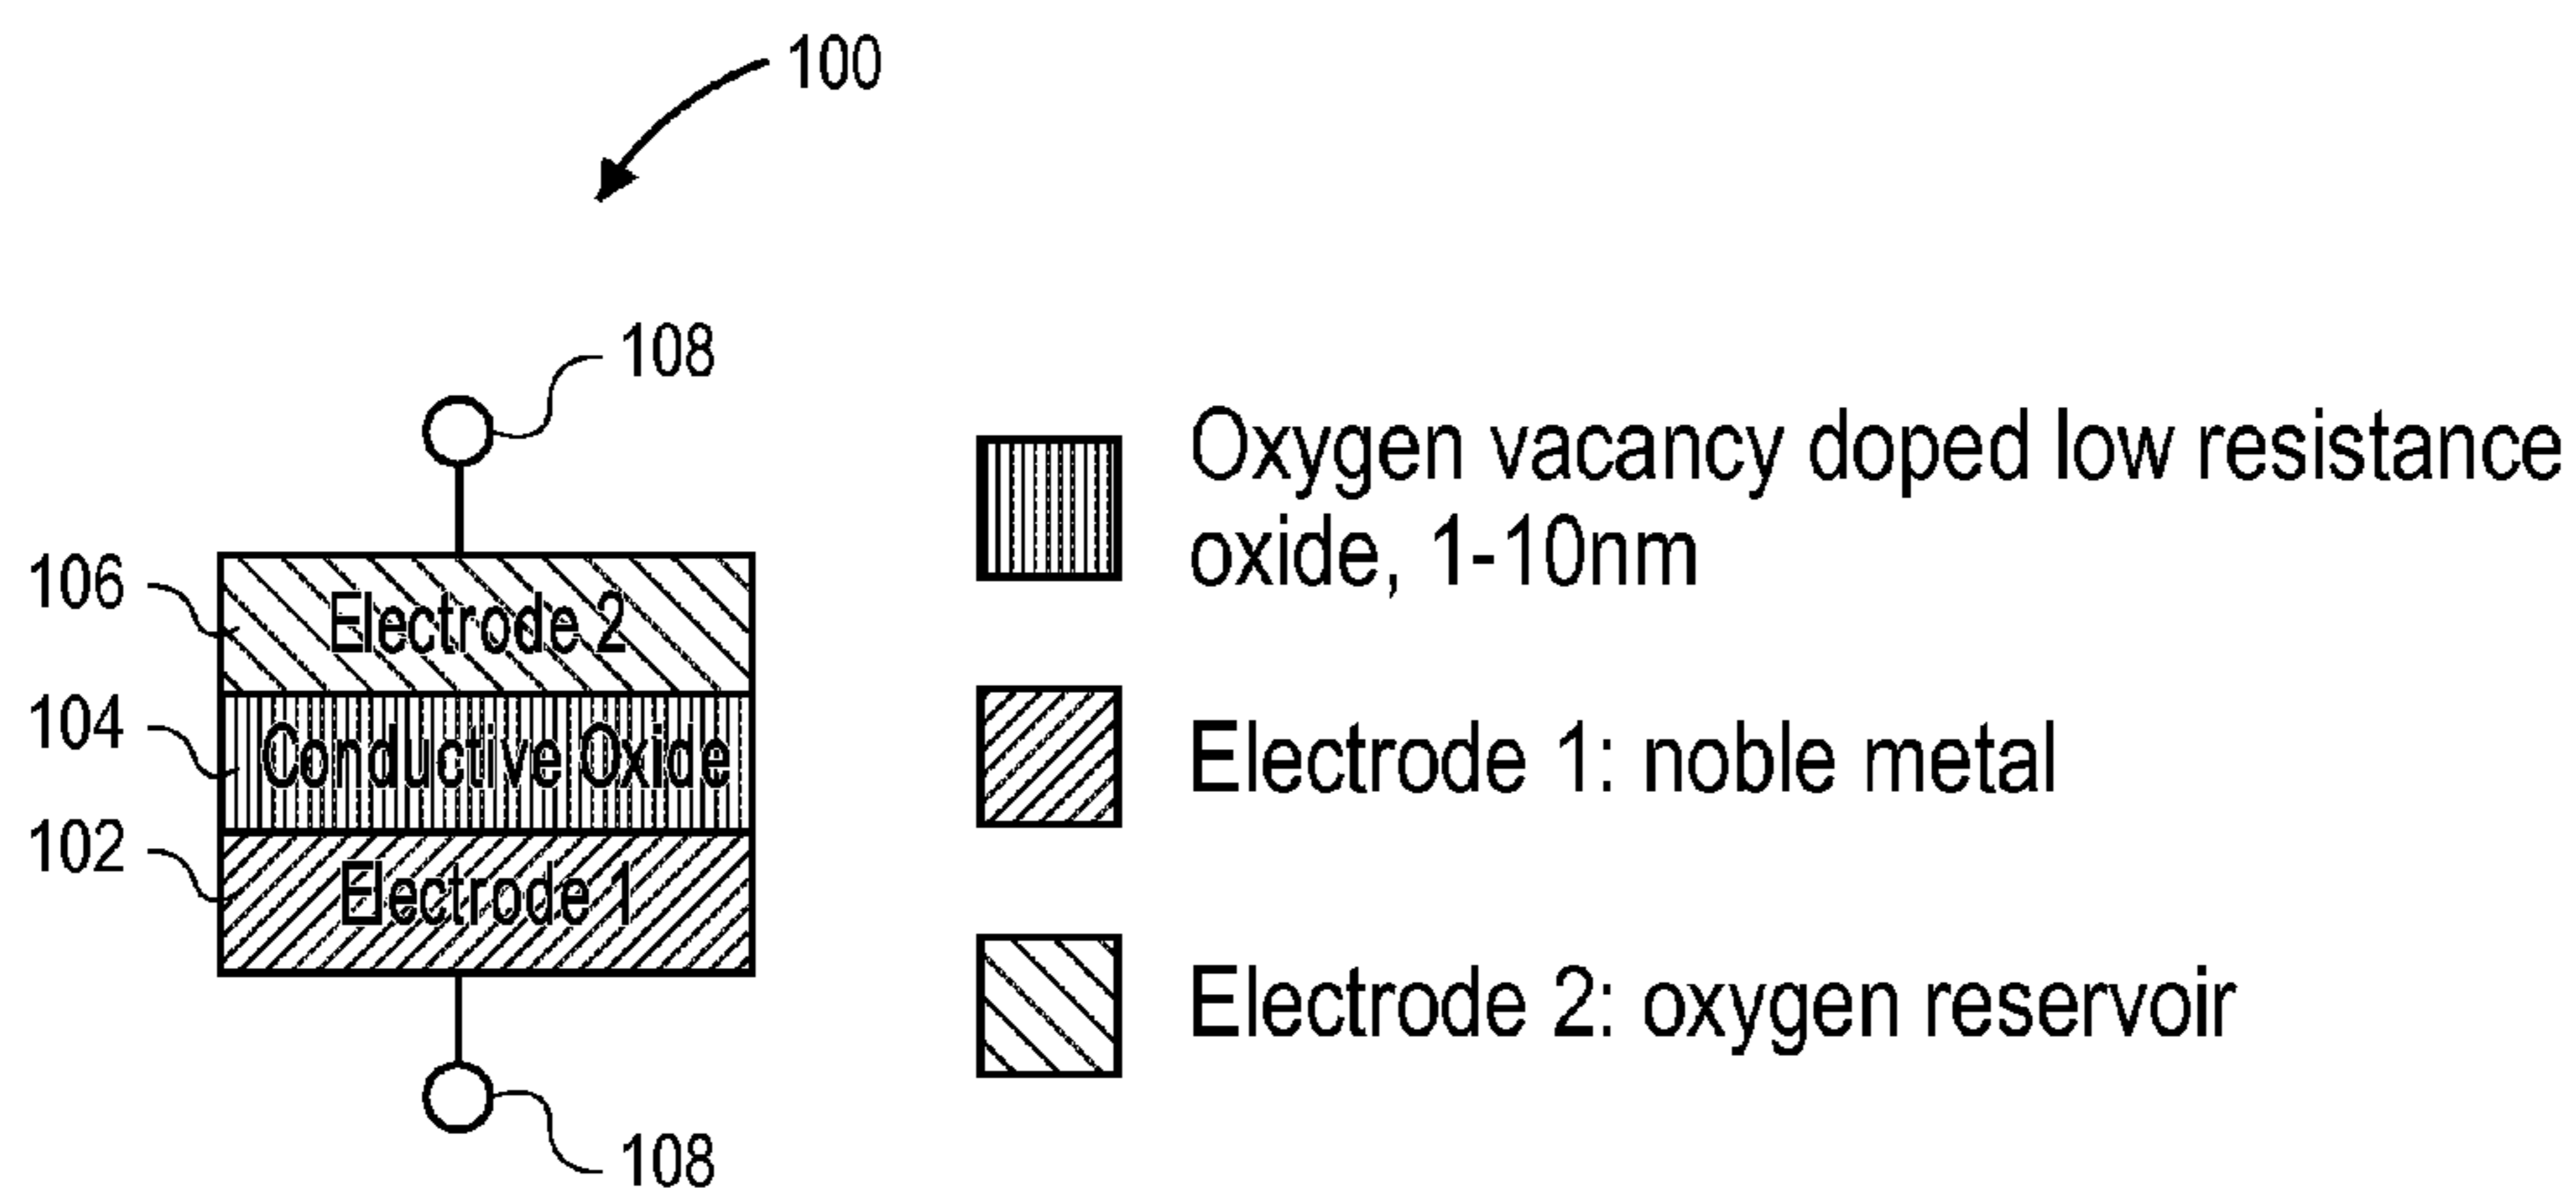 100
108
106
Electrode 2
104
Conductive Oxide
102
Electrode 1
108
Oxygen vacancy doped low resistance
oxide, 1-10nm
Electrode 1: noble metal
Electrode 2: oxygen reservoir